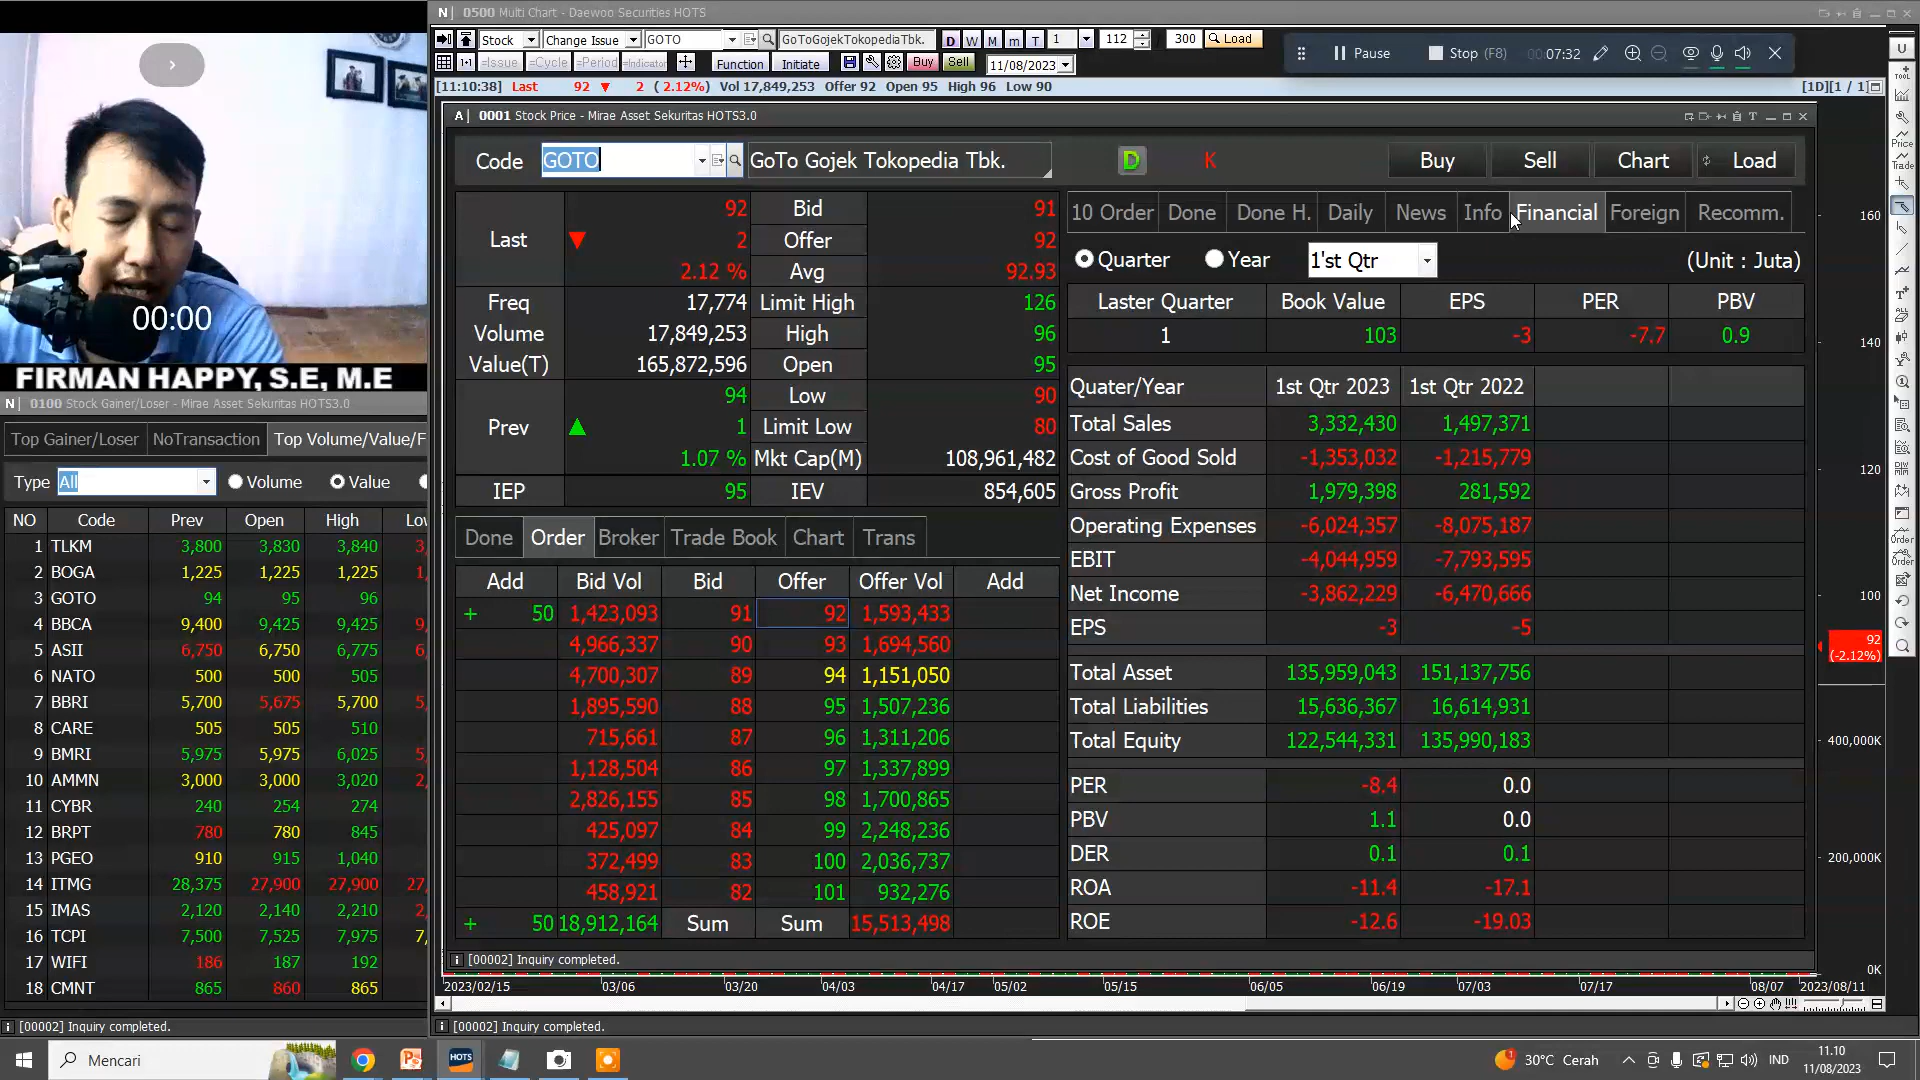 N 0500 Multi Chart - Daewoo Securities HOTS
Stock Change Issue GOTO GoToGojekTokopediaTbk. D W M m T 1 112 300 Load
=Issue =Cycle =Period =Indicator Function Initiate Buy Sell 11/08/2023
Pause Stop (F8) 00:07:32
[11:10:38] Last 92 ▼ 2 ( 2.12%) Vol 17,849,253 Offer 92 Open 95 High 96 Low 90 [1D][1 / 1]
A 0001 Stock Price - Mirae Asset Sekuritas HOTS3.0
Code GOTO GoTo Gojek Tokopedia Tbk. D K Buy Sell Chart Load
Last ▼ 92 Bid 91
2 Offer 92
2.12 % Avg 92.93
Freq 17,774 Limit High 126
Volume 17,849,253 High 96
Value(T) 165,872,596 Open 95
Prev ▲ 94 Low 90
1 Limit Low 80
1.07 % Mkt Cap(M) 108,961,482
IEP 95 IEV 854,605
Done Order Broker Trade Book Chart Trans
Add Bid Vol Bid Offer Offer Vol Add
+ 50 1,423,093 91 92 1,593,433
4,966,337 90 93 1,694,560
4,700,307 89 94 1,151,050
1,895,590 88 95 1,507,236
715,661 87 96 1,311,206
1,128,504 86 97 1,337,899
2,826,155 85 98 1,700,865
425,097 84 99 2,248,236
372,499 83 100 2,036,737
458,921 82 101 932,276
+ 50 18,912,164 Sum Sum 15,513,498
[00002] Inquiry completed.
10 Order Done Done H. Daily News Info Financial Foreign Recomm.
Quarter Year 1'st Qtr (Unit : Juta)
Laster Quarter Book Value EPS PER PBV
1 103 -3 -7.7 0.9
Quater/Year 1st Qtr 2023 1st Qtr 2022
Total Sales 3,332,430 1,497,371
Cost of Good Sold -1,353,032 -1,215,779
Gross Profit 1,979,398 281,592
Operating Expenses -6,024,357 -8,075,187
EBIT -4,044,959 -7,793,595
Net Income -3,862,229 -6,470,666
EPS -3 -5
Total Asset 135,959,043 151,137,756
Total Liabilities 15,636,367 16,614,931
Total Equity 122,544,331 135,990,183
PER -8.4 0.0
PBV 1.1 0.0
DER 0.1 0.1
ROA -11.4 -17.1
ROE -12.6 -19.03
160
140
120
100
92
(-2.12%)
400,000K
200,000K
0K
U
TOOL
Price
Trade
Order
Order
2023/02/15 03/06 03/20 04/03 04/17 05/02 05/15 06/05 06/19 07/03 07/17 08/07 2023/08/11
[00002] Inquiry completed.
00:00
FIRMAN HAPPY, S.E, M.E
N 0100 Stock Gainer/Loser - Mirae Asset Sekuritas HOTS3.0
Top Gainer/Loser NoTransaction Top Volume/Value/F
Type All Volume Value
NO Code Prev Open High
1 TLKM 3,800 3,830 3,840
2 BOGA 1,225 1,225 1,225
3 GOTO 94 95 96
4 BBCA 9,400 9,425 9,425
5 ASII 6,750 6,750 6,775
6 NATO 500 500 505
7 BBRI 5,700 5,675 5,700
8 CARE 505 505 510
9 BMRI 5,975 5,975 6,025
10 AMMN 3,000 3,000 3,020
11 CYBR 240 254 274
12 BRPT 780 780 845
13 PGEO 910 915 1,040
14 ITMG 28,375 27,900 27,900
15 IMAS 2,120 2,140 2,210
16 TCPI 7,500 7,525 7,975
17 WIFI 186 187 192
18 CMNT 865 860 865
[00002] Inquiry completed.
Mencari HOTS 1 30°C Cerah IND 11.10
11/08/2023